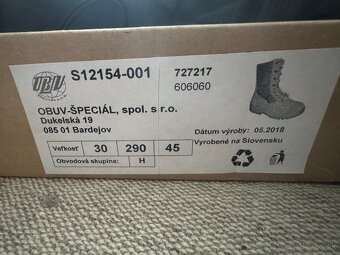 S12154-001
727217
606060
OBUV-ŠPECIÁL, spol. s r.o.
Dukelská 19
085 01 Bardejov
Dátum výroby: 05.2018
Vyrobené na Slovensku
Veľkosť 30 290 45
Obvodová skupina: H